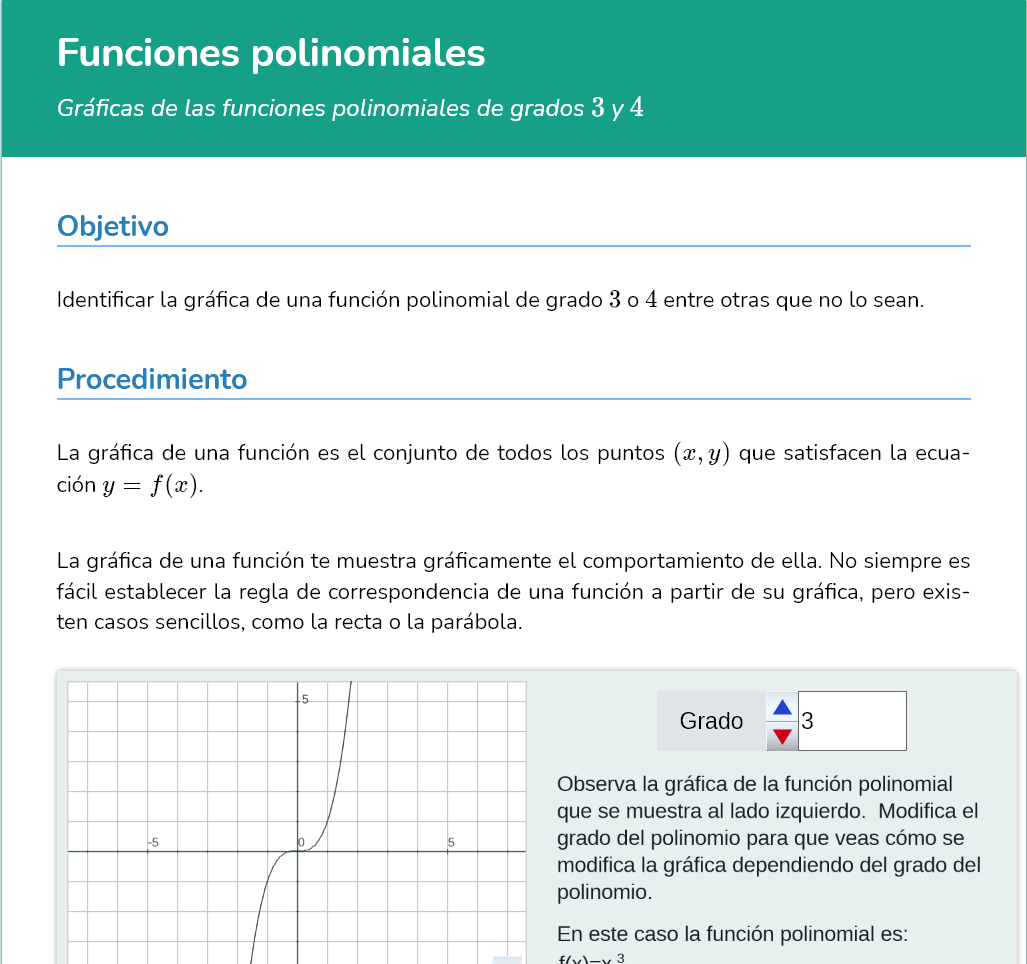 Funciones polinomiales
Gráficas de las funciones polinomiales de grados 3 y 4
Objetivo
Identificar la gráfica de una función polinomial de grado 3 o 4 entre otras que no lo sean.
Procedimiento
La gráfica de una función es el conjunto de todos los puntos (x, y) que satisfacen la ecua-
ción y = f(x).
La gráfica de una función te muestra gráficamente el comportamiento de ella. No siempre es
fácil establecer la regla de correspondencia de una función a partir de su gráfica, pero exis-
ten casos sencillos, como la recta o la parábola.
5
-5 0 5
Grado 3
Observa la gráfica de la función polinomial
que se muestra al lado izquierdo. Modifica el
grado del polinomio para que veas cómo se
modifica la gráfica dependiendo del grado del
polinomio.
En este caso la función polinomial es:
f(x)=x³